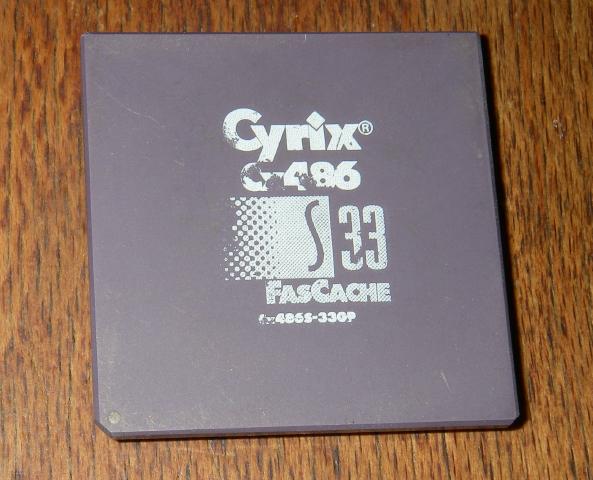 Cyrix®
Cx486
S 33
FASCACHE
Cx486S-33GP